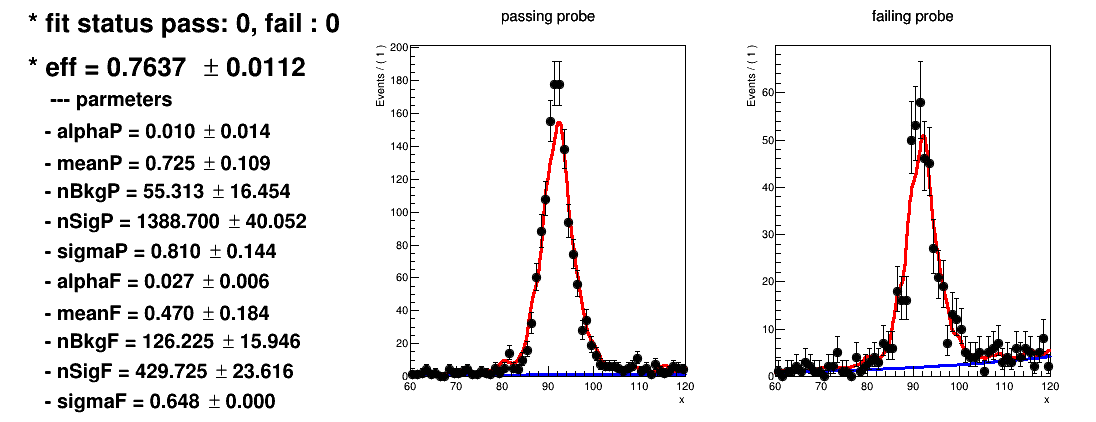 * fit status pass: 0, fail : 0
* eff = 0.7637 ± 0.0112
--- parmeters
- alphaP = 0.010 ± 0.014
- meanP = 0.725 ± 0.109
- nBkgP = 55.313 ± 16.454
- nSigP = 1388.700 ± 40.052
- sigmaP = 0.810 ± 0.144
- alphaF = 0.027 ± 0.006
- meanF = 0.470 ± 0.184
- nBkgF = 126.225 ± 15.946
- nSigF = 429.725 ± 23.616
- sigmaF = 0.648 ± 0.000
passing probe
Events / ( 1 )
200
180
160
140
120
100
80
60
40
20
0
60 70 80 90 100 110 120
x
failing probe
Events / ( 1 )
60
50
40
30
20
10
0
60 70 80 90 100 110 120
x